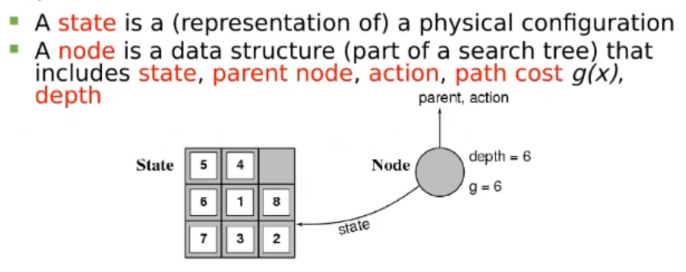 A state is a (representation of) a physical configuration
A node is a data structure (part of a search tree) that
includes state, parent node, action, path cost g(x),
depth
parent, action
State
5 4
6 1 8
7 3 2
Node
depth = 6
g = 6
state